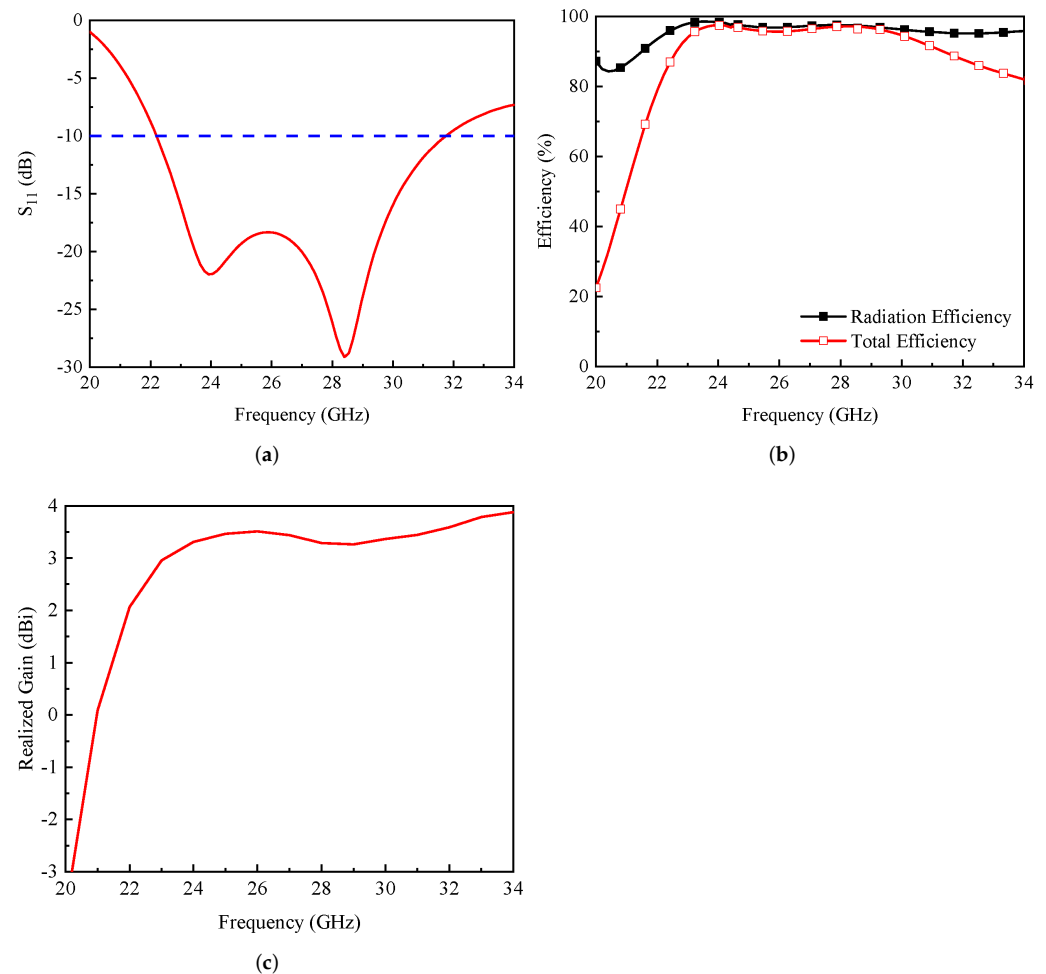 0
-5
-10
-15
-20
-25
-30
S11 (dB)
20 22 24 26 28 30 32 34
Frequency (GHz)
(a)
100
80
60
40
20
0
Efficiency (%)
Radiation Efficiency
Total Efficiency
20 22 24 26 28 30 32 34
Frequency (GHz)
(b)
4
3
2
1
0
-1
-2
-3
Realized Gain (dBi)
20 22 24 26 28 30 32 34
Frequency (GHz)
(c)